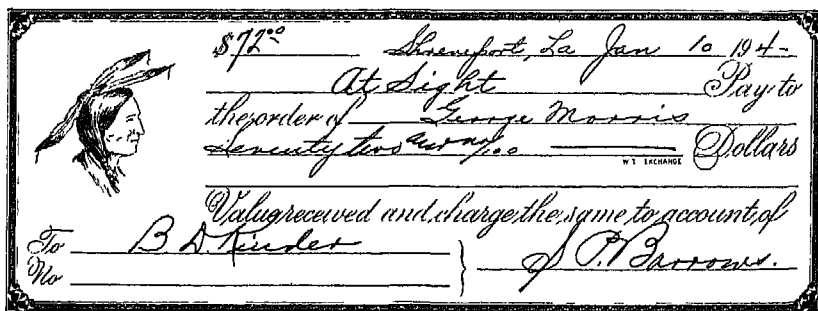 $72 00 Shreveport, La Jan 10 194-
At Sight Pay to
the order of George Morris
Seventy two and no/100 Dollars
W T EXCHANGE
Value received and charge the same to account of
To B. D. Kinder
No S. P. Barrows.